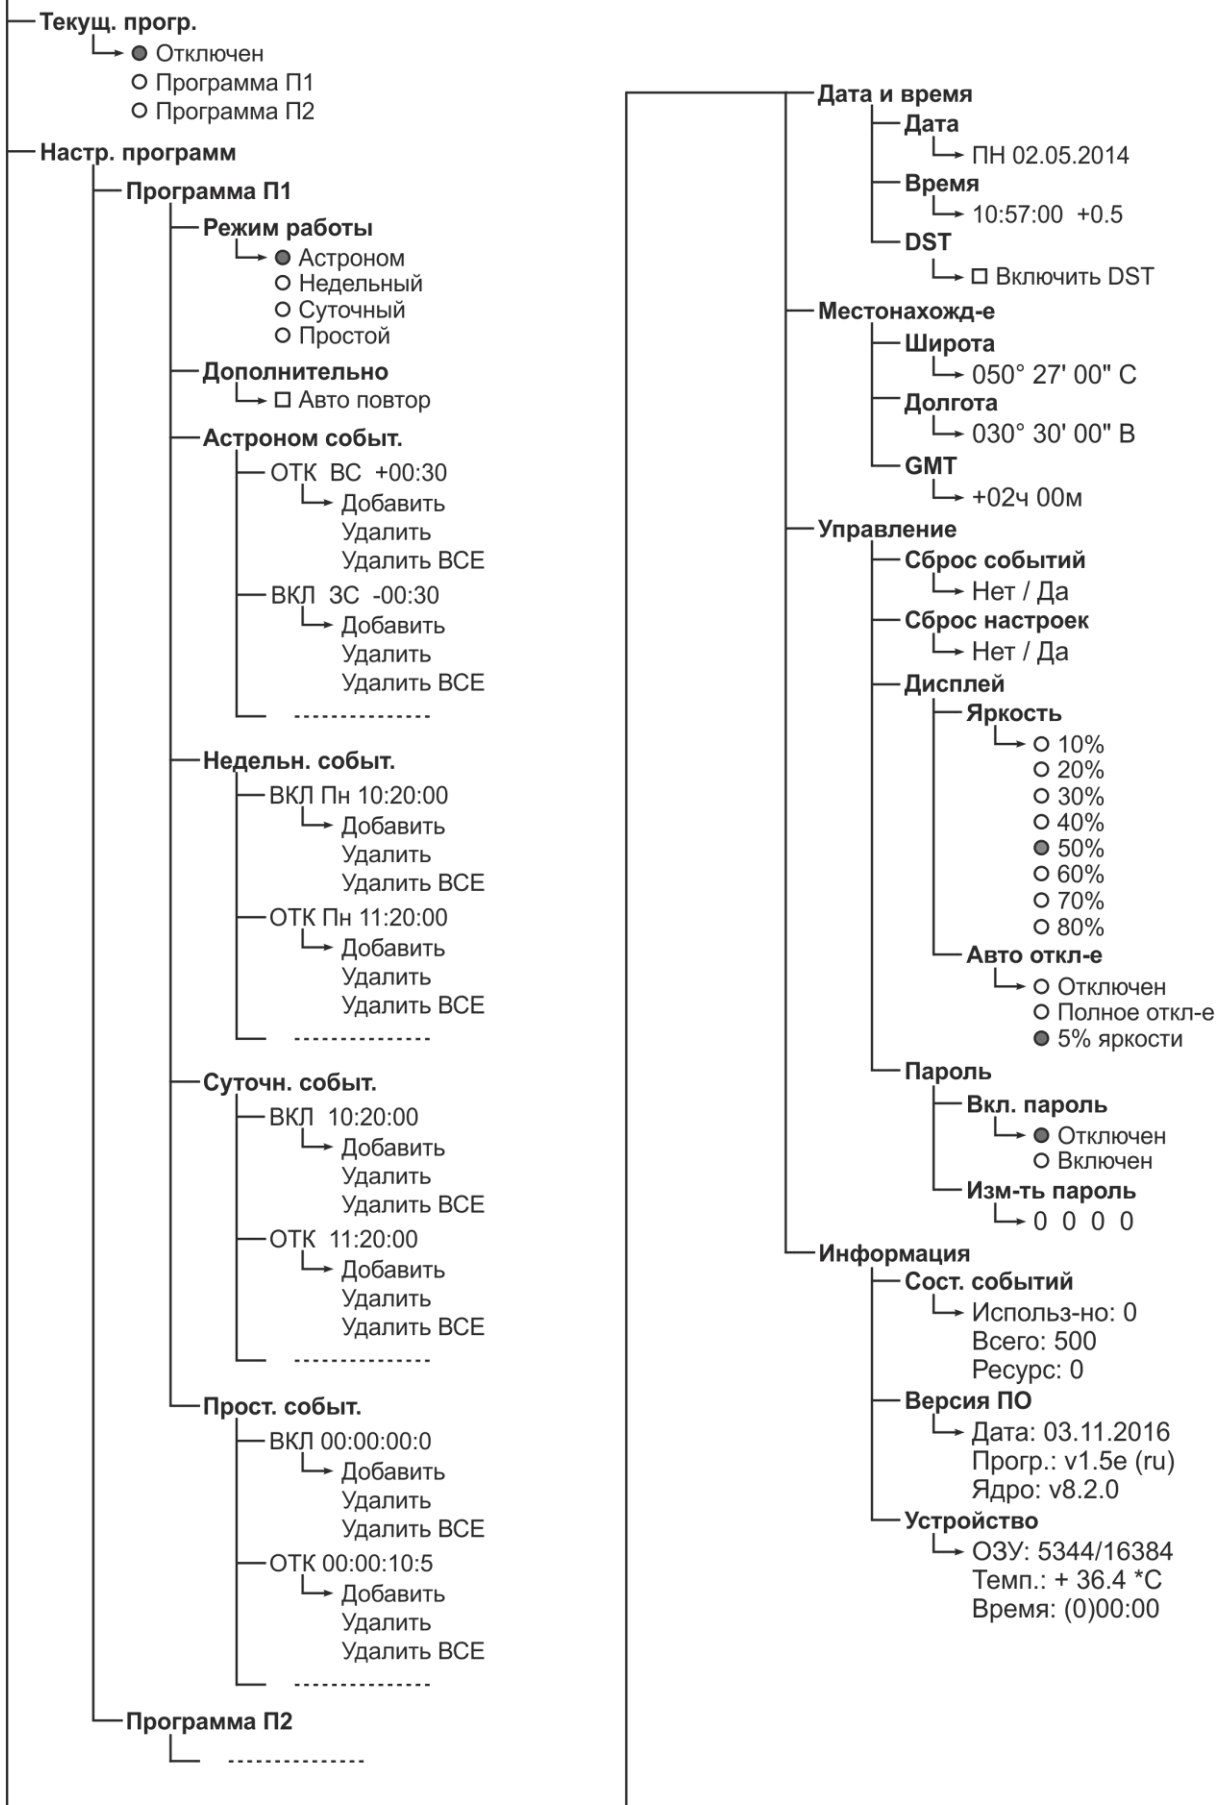 Текущ. прогр.
Отключен
Программа П1
Программа П2
Настр. программ
Программа П1
Режим работы
Астроном
Недельный
Суточный
Простой
Дополнительно
Авто повтор
Астроном событ.
ОТК ВС +00:30
Добавить
Удалить
Удалить ВСЕ
ВКЛ ЗС -00:30
Добавить
Удалить
Удалить ВСЕ
Недельн. событ.
ВКЛ Пн 10:20:00
Добавить
Удалить
Удалить ВСЕ
ОТК Пн 11:20:00
Добавить
Удалить
Удалить ВСЕ
Суточн. событ.
ВКЛ 10:20:00
Добавить
Удалить
Удалить ВСЕ
ОТК 11:20:00
Добавить
Удалить
Удалить ВСЕ
Прост. событ.
ВКЛ 00:00:00:0
Добавить
Удалить
Удалить ВСЕ
ОТК 00:00:10:5
Добавить
Удалить
Удалить ВСЕ
Программа П2
Дата и время
Дата
ПН 02.05.2014
Время
10:57:00 +0.5
DST
Включить DST
Местонахожд-е
Широта
050° 27' 00" С
Долгота
030° 30' 00" В
GMT
+02ч 00м
Управление
Сброс событий
Нет / Да
Сброс настроек
Нет / Да
Дисплей
Яркость
10%
20%
30%
40%
50%
60%
70%
80%
Авто откл-е
Отключен
Полное откл-е
5% яркости
Пароль
Вкл. пароль
Отключен
Включен
Изм-ть пароль
0 0 0 0
Информация
Сост. событий
Использ-но: 0
Всего: 500
Ресурс: 0
Версия ПО
Дата: 03.11.2016
Прогр.: v1.5e (ru)
Ядро: v8.2.0
Устройство
ОЗУ: 5344/16384
Темп.: + 36.4 *C
Время: (0)00:00